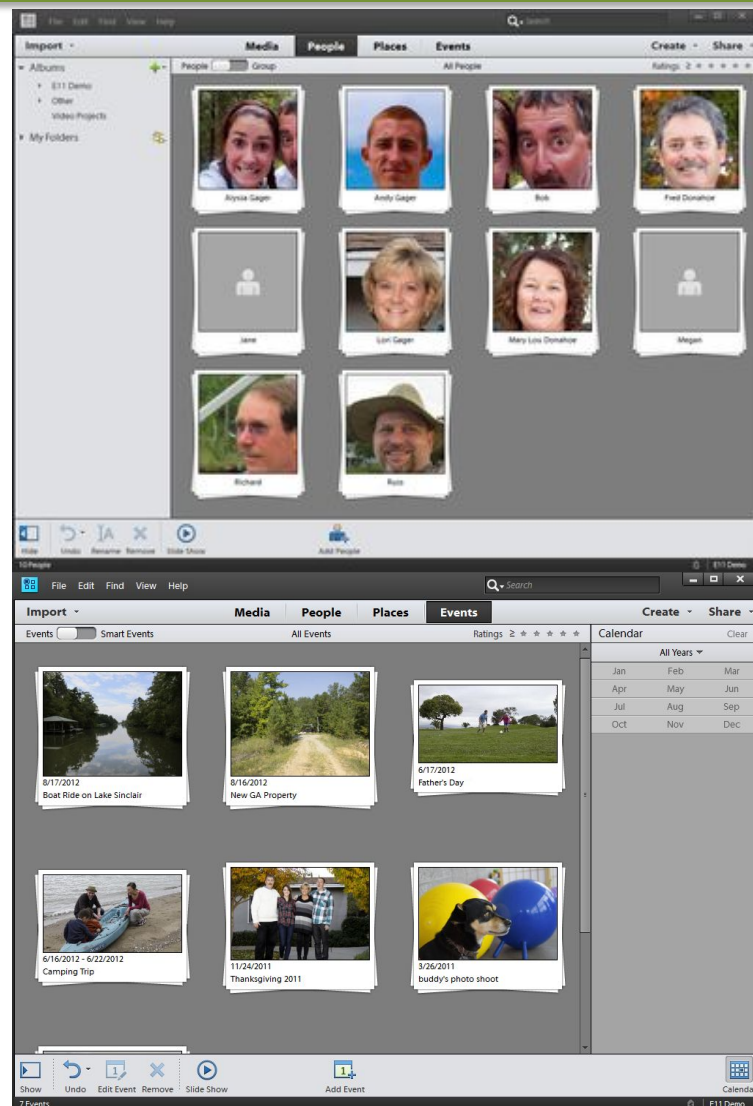 File Edit Find View Help Search
Import Media People Places Events Create Share
Albums People Group All People Ratings: ≥
E11 Demo
Other
Video Projects
My Folders
Alyssa Gager Andy Gager Bob Fred Donahoe
Jane Lori Gager Mary Lou Donahoe Megan
Richard Russ
Hide Undo Rename Remove Slide Show Add People
10 People E11 Demo
File Edit Find View Help Search
Import Media People Places Events Create Share
Events Smart Events All Events Ratings ≥ Calendar Clear
All Years
Jan Feb Mar
Apr May Jun
Jul Aug Sep
Oct Nov Dec
8/17/2012 8/16/2012 6/17/2012
Boat Ride on Lake Sinclair New GA Property Father's Day
6/16/2012 - 6/22/2012 11/24/2011 3/26/2011
Camping Trip Thanksgiving 2011 buddy's photo shoot
Show Undo Edit Event Remove Slide Show Add Event Calenda
7 Events E11 Demo